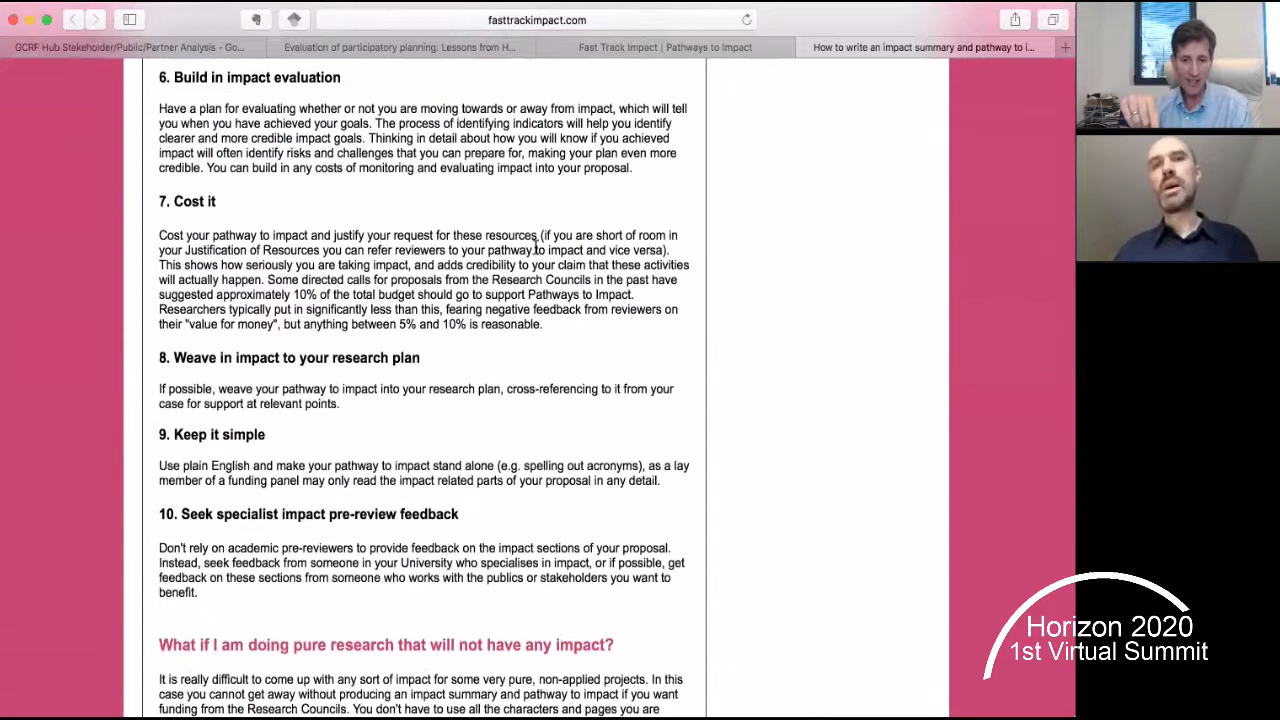 fasttrackimpact.com
GCRF Hub Stakeholder/Public/Partner Analysis - Go...
Evaluation of participatory planning: Lessons from H...
Fast Track Impact | Pathways to Impact
How to write an impact summary and pathway to i...
6. Build in impact evaluation
Have a plan for evaluating whether or not you are moving towards or away from impact, which will tell
you when you have achieved your goals. The process of identifying indicators will help you identify
clearer and more credible impact goals. Thinking in detail about how you will know if you achieved
impact will often identify risks and challenges that you can prepare for, making your plan even more
credible. You can build in any costs of monitoring and evaluating impact into your proposal.
7. Cost it
Cost your pathway to impact and justify your request for these resources (if you are short of room in
your Justification of Resources you can refer reviewers to your pathway to impact and vice versa).
This shows how seriously you are taking impact, and adds credibility to your claim that these activities
will actually happen. Some directed calls for proposals from the Research Councils in the past have
suggested approximately 10% of the total budget should go to support Pathways to Impact.
Researchers typically put in significantly less than this, fearing negative feedback from reviewers on
their "value for money", but anything between 5% and 10% is reasonable.
8. Weave in impact to your research plan
If possible, weave your pathway to impact into your research plan, cross-referencing to it from your
case for support at relevant points.
9. Keep it simple
Use plain English and make your pathway to impact stand alone (e.g. spelling out acronyms), as a lay
member of a funding panel may only read the impact related parts of your proposal in any detail.
10. Seek specialist impact pre-review feedback
Don't rely on academic pre-reviewers to provide feedback on the impact sections of your proposal.
Instead, seek feedback from someone in your University who specialises in impact, or if possible, get
feedback on these sections from someone who works with the publics or stakeholders you want to
benefit.
What if I am doing pure research that will not have any impact?
It is really difficult to come up with any sort of impact for some very pure, non-applied projects. In this
case you cannot get away without producing an impact summary and pathway to impact if you want
funding from the Research Councils. You don't have to use all the characters and pages you are
Horizon 2020
1st Virtual Summit